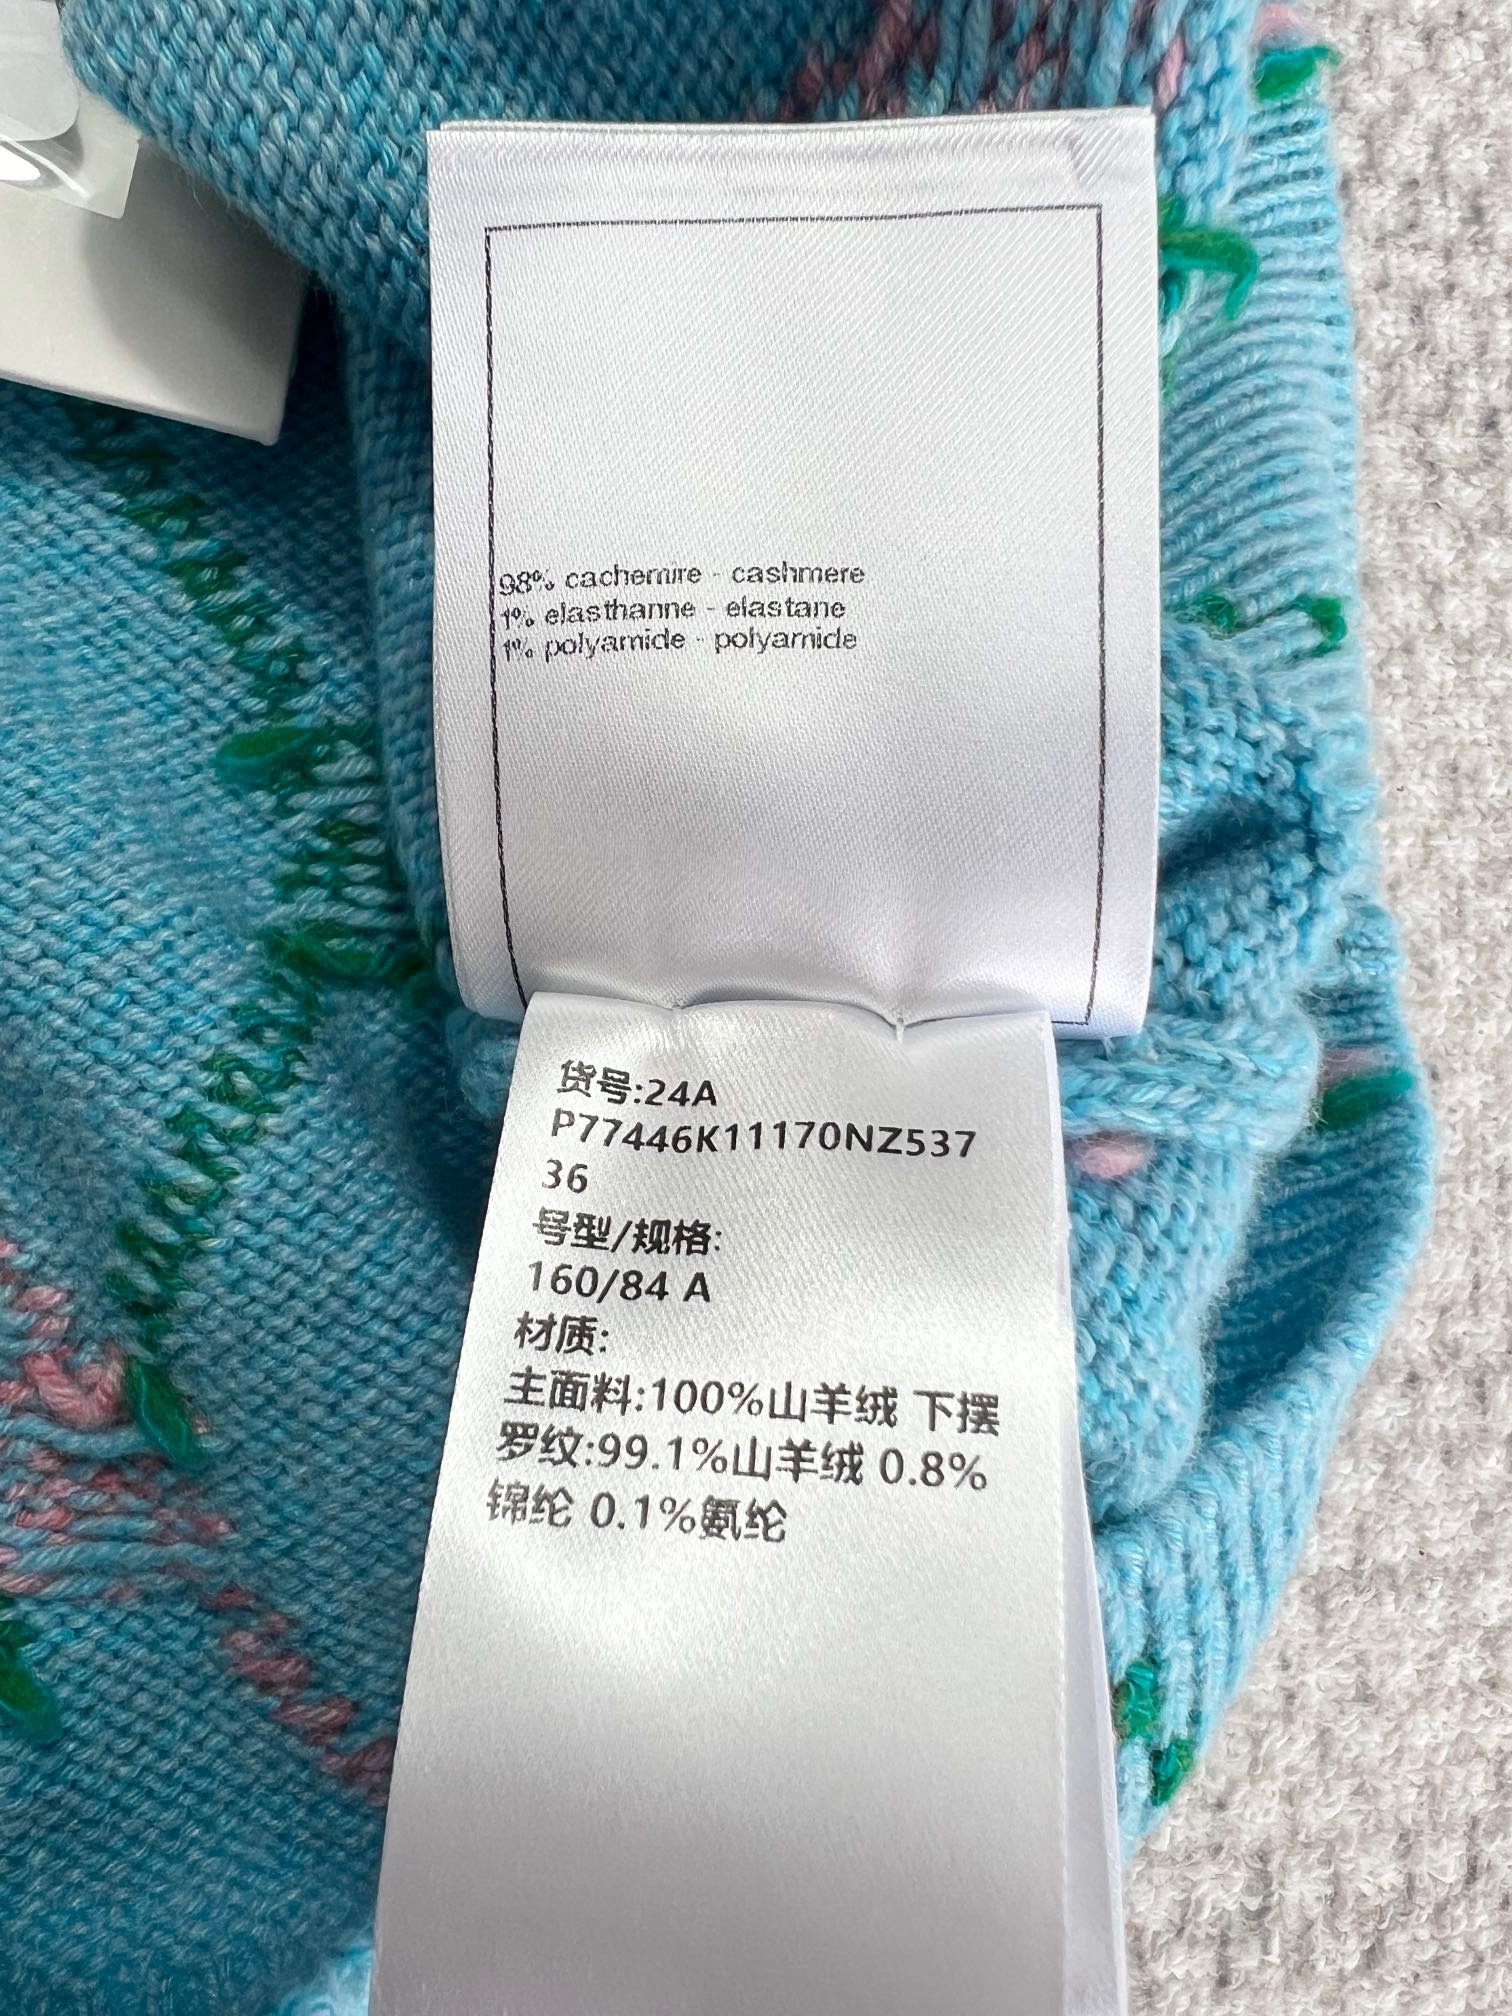 98% cachemire - cashmere
1% elasthanne - elastane
1% polyamide - polyamide
货号:24A
P77446K11170NZ537
36
号型/规格:
160/84 A
材质:
主面料:100%山羊绒 下摆
罗纹:99.1%山羊绒 0.8%
锦纶 0.1%氨纶